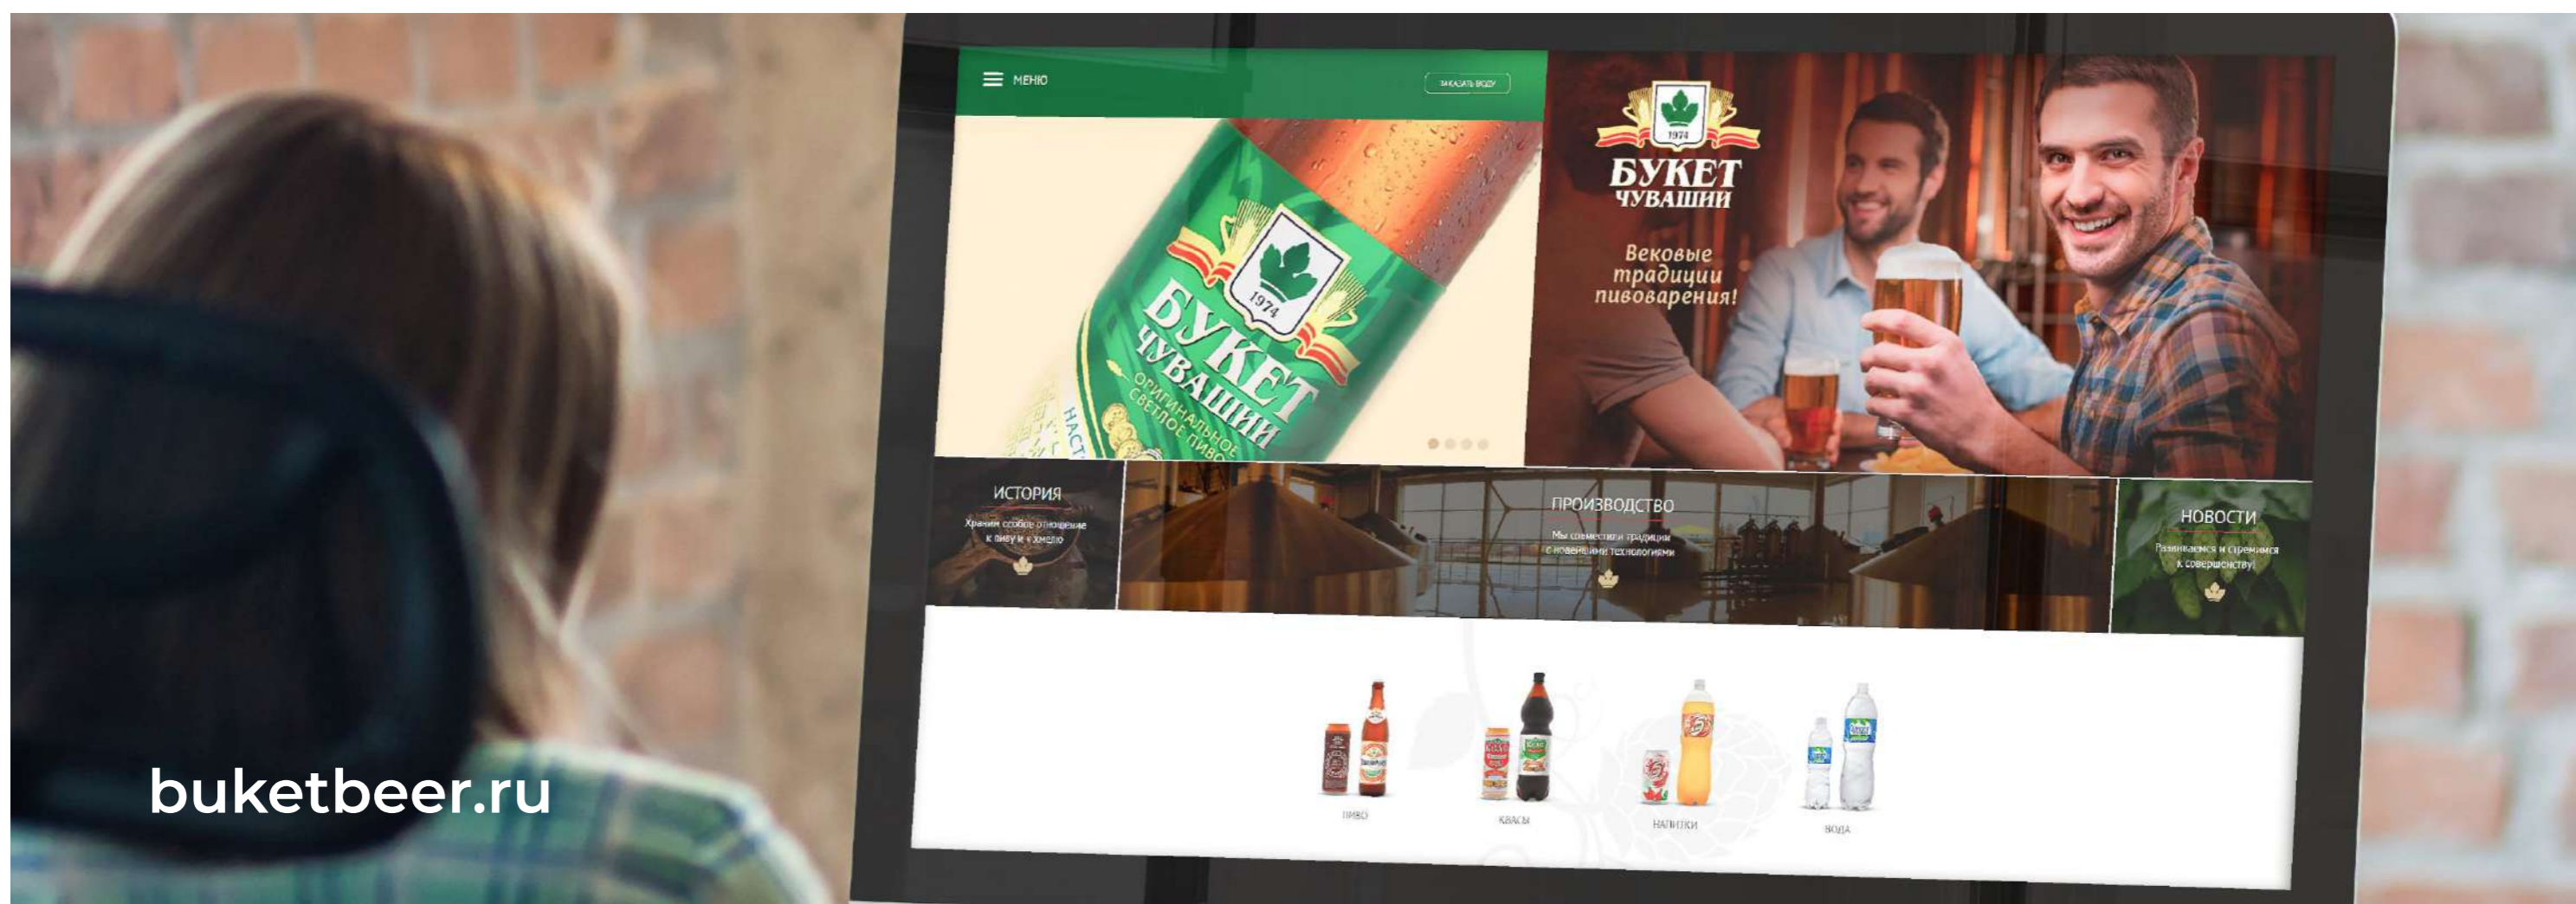 МЕНЮ
ЗАКАЗАТЬ ВОДУ
1974
БУКЕТ
ЧУВАШИИ
ОРИГИНАЛЬНОЕ
СВЕТЛОЕ ПИВО
НАСТ
1974
БУКЕТ
ЧУВАШИИ
Вековые
традиции
пивоварения!
ИСТОРИЯ
Храним особое отношение
к пиву и к хмелю
ПРОИЗВОДСТВО
Мы совместили традиции
с новейшими технологиями
НОВОСТИ
Развиваемся и стремимся
к совершенству!
ПИВО
КВАСЫ
НАПИТКИ
ВОДА
buketbeer.ru